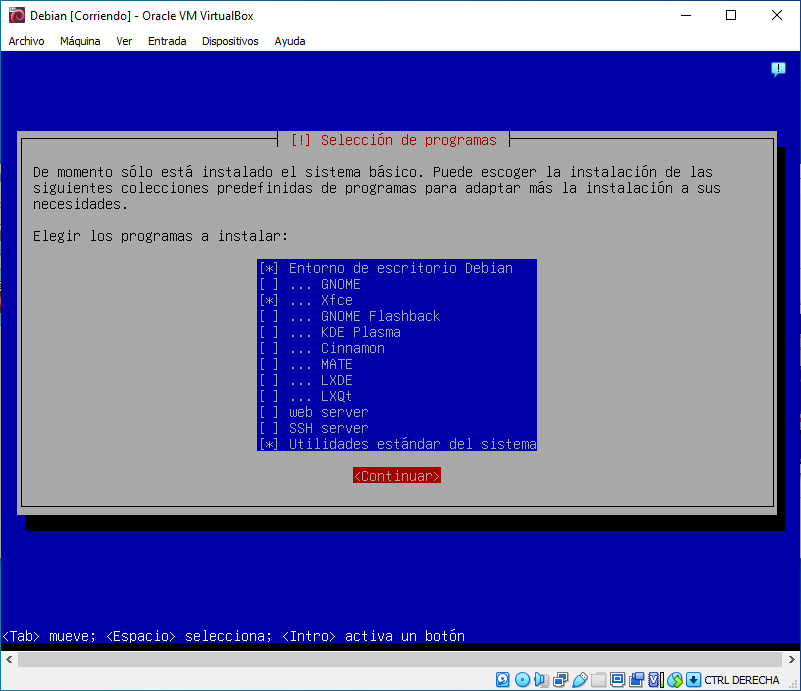 Debian [Corriendo] - Oracle VM VirtualBox
Archivo Máquina Ver Entrada Dispositivos Ayuda
[!] Selección de programas
De momento sólo está instalado el sistema básico. Puede escoger la instalación de las
siguientes colecciones predefinidas de programas para adaptar más la instalación a sus
necesidades.
Elegir los programas a instalar:
[*] Entorno de escritorio Debian
[ ] ... GNOME
[*] ... Xfce
[ ] ... GNOME Flashback
[ ] ... KDE Plasma
[ ] ... Cinnamon
[ ] ... MATE
[ ] ... LXDE
[ ] ... LXQt
[ ] web server
[ ] SSH server
[*] Utilidades estándar del sistema
<Continuar>
<Tab> mueve; <Espacio> selecciona; <Intro> activa un botón
CTRL DERECHA